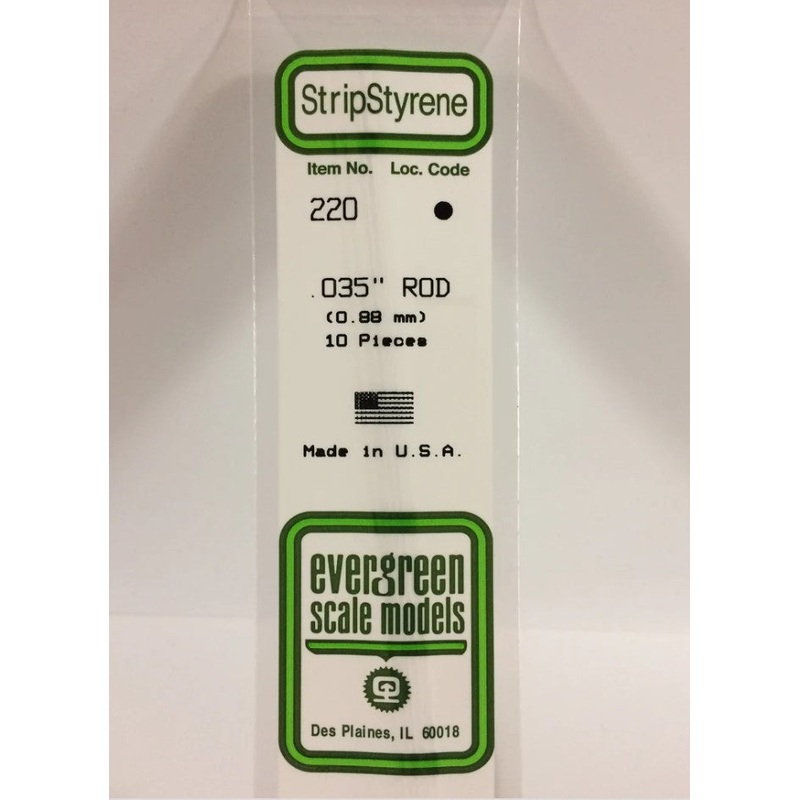 StripStyrene
Item No. Loc. Code
220
.035" ROD
(0.88 mm)
10 Pieces
Made in U.S.A.
evergreen
scale models
Des Plaines, IL 60018